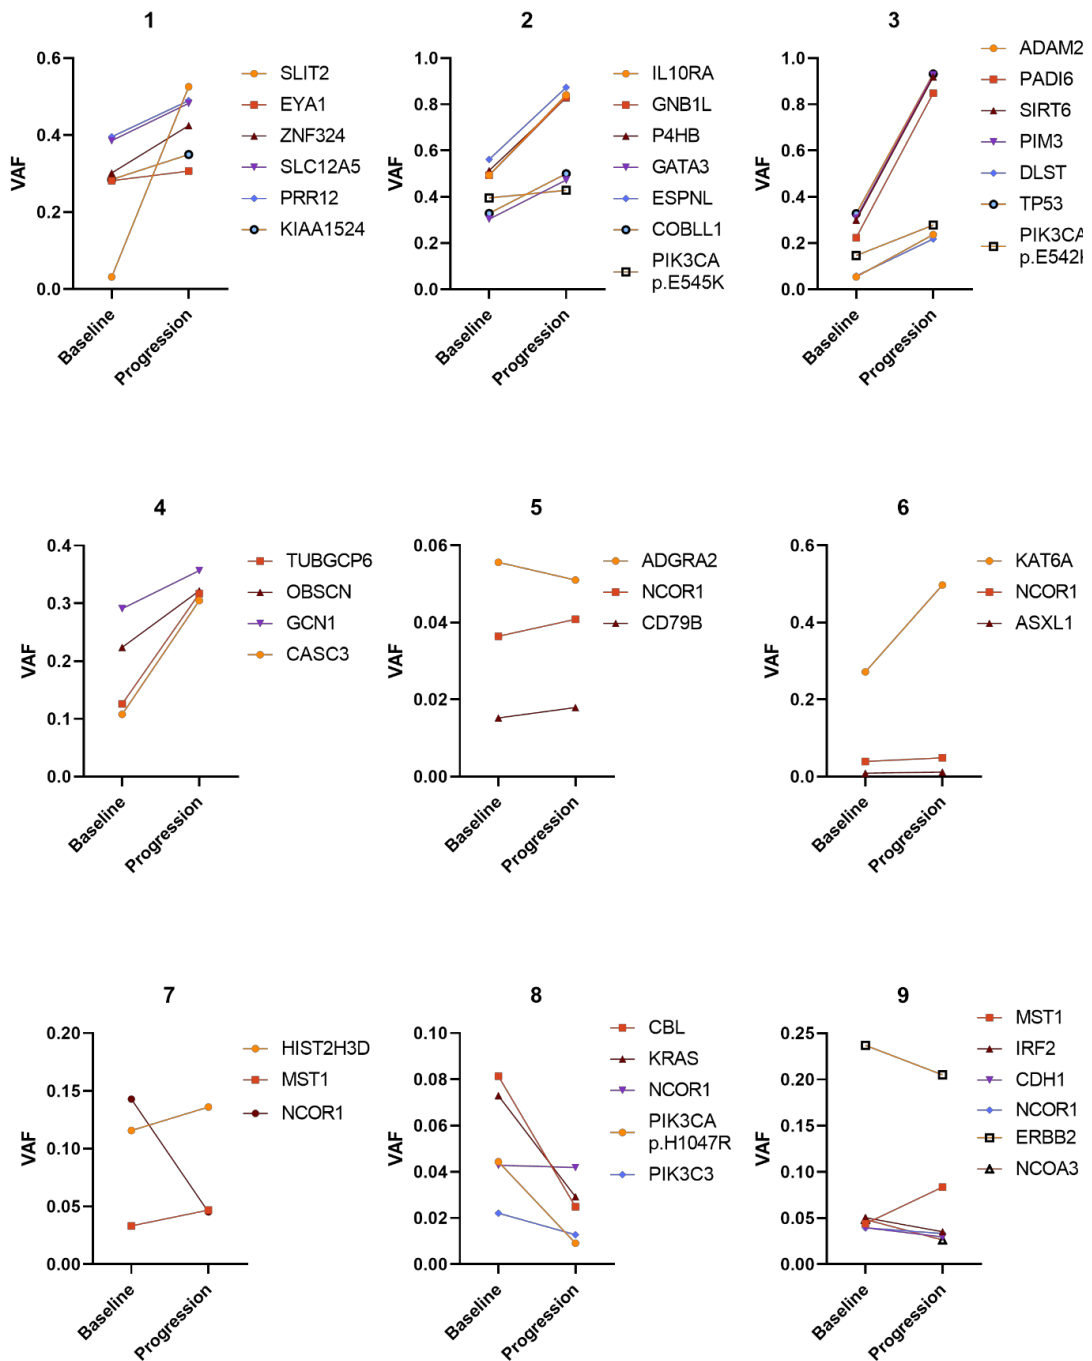 1
VAF
0.6
0.4
0.2
0.0
Baseline
Progression
SLIT2
EYA1
ZNF324
SLC12A5
PRR12
KIAA1524
2
VAF
1.0
0.8
0.6
0.4
0.2
0.0
Baseline
Progression
IL10RA
GNB1L
P4HB
GATA3
ESPNL
COBLL1
PIK3CA
p.E545K
3
VAF
1.0
0.8
0.6
0.4
0.2
0.0
Baseline
Progression
ADAM2
PADI6
SIRT6
PIM3
DLST
TP53
PIK3CA
p.E542K
4
VAF
0.4
0.3
0.2
0.1
0.0
Baseline
Progression
TUBGCP6
OBSCN
GCN1
CASC3
5
VAF
0.06
0.04
0.02
0.00
Baseline
Progression
ADGRA2
NCOR1
CD79B
6
VAF
0.6
0.4
0.2
0.0
Baseline
Progression
KAT6A
NCOR1
ASXL1
7
VAF
0.20
0.15
0.10
0.05
0.00
Baseline
Progression
HIST2H3D
MST1
NCOR1
8
VAF
0.10
0.08
0.06
0.04
0.02
0.00
Baseline
Progression
CBL
KRAS
NCOR1
PIK3CA
p.H1047R
PIK3C3
9
VAF
0.25
0.20
0.15
0.10
0.05
0.00
Baseline
Progression
MST1
IRF2
CDH1
NCOR1
ERBB2
NCOA3